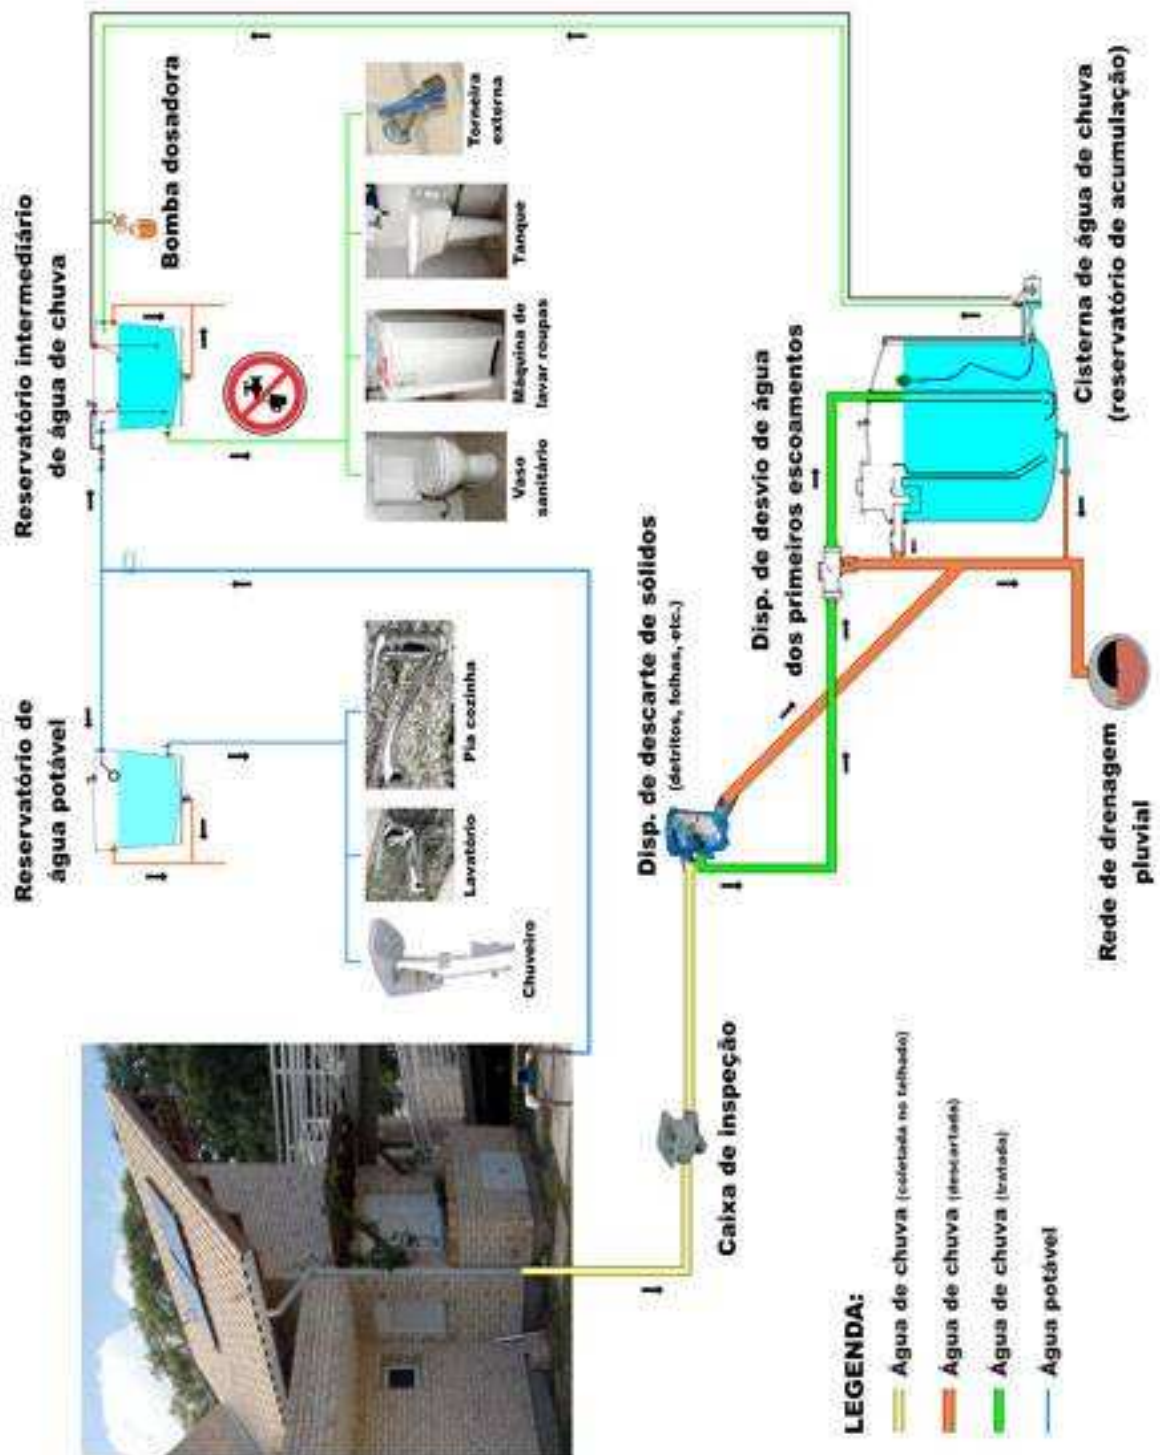 Reservatório de
água potável
Reservatório intermediário
de água de chuva
Bomba dosadora
Chuveiro
Lavatório
Pia cozinha
Vaso
sanitário
Máquina de
lavar roupas
Tanque
Torneira
externa
Caixa de inspeção
Disp. de descarte de sólidos
(detritos, folhas, etc.)
Disp. de desvio de água
dos primeiros escoamentos
Cisterna de água de chuva
(reservatório de acumulação)
Rede de drenagem
pluvial
LEGENDA:
Água de chuva (coletada no telhado)
Água de chuva (descartada)
Água de chuva (tratada)
Água potável